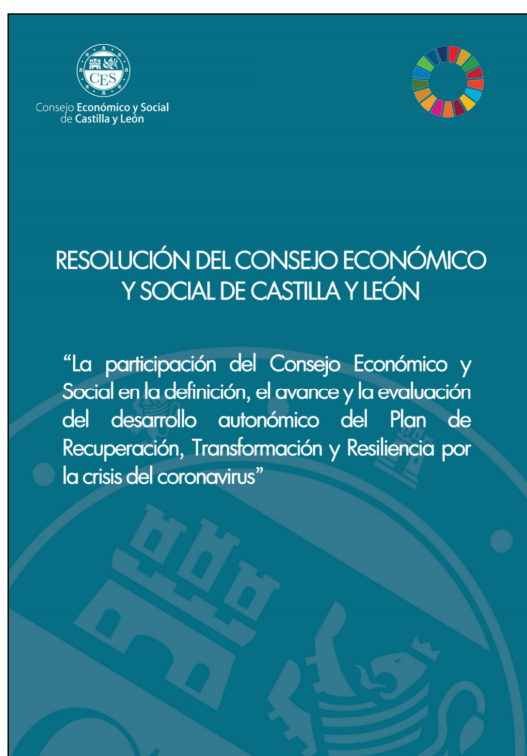 CES
Consejo Económico y Social
de Castilla y León
RESOLUCIÓN DEL CONSEJO ECONÓMICO
Y SOCIAL DE CASTILLA Y LEÓN
“La participación del Consejo Económico y
Social en la definición, el avance y la evaluación
del desarrollo autonómico del Plan de
Recuperación, Transformación y Resiliencia por
la crisis del coronavirus”